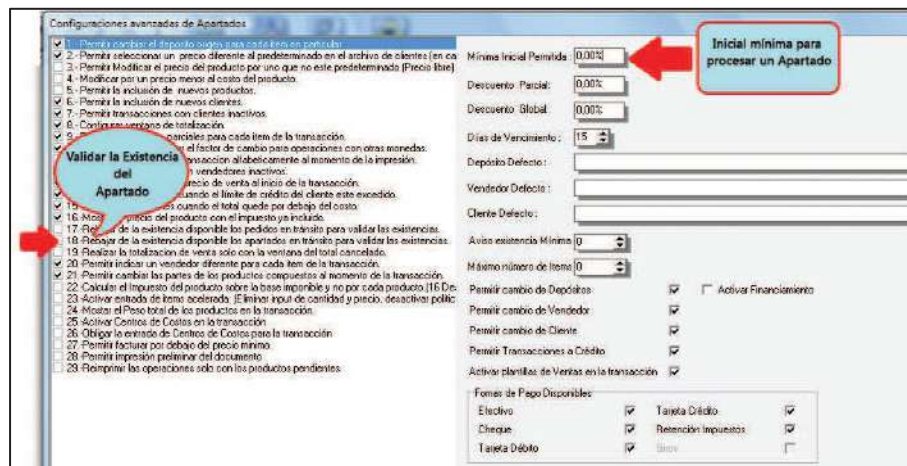 Configuraciones avanzadas de Apartados
1.- Permitir cambiar el deposito origen para cada item en particular
2.- Permitir seleccionar un precio diferente al predeterminado en el archivo de clientes (en ca
3.- Permitir Modificar el precio del producto por uno que no este predeterminado (Precio libre)
4.- Modificar por un precio menor al costo del producto.
5.- Permitir la inclusión de nuevos productos.
6.- Permitir la inclusión de nuevos clientes.
7.- Permitir transacciones con clientes inactivos.
8.- Configurar ventana de totalización.
9.- parciales para cada item de la transacción.
el factor de cambio para operaciones con otras monedas.
transaccion alfabeticamente al momento de la impresión.
vendedores inactivos.
precio de venta al inicio de la transacción.
cuando el límite de crédito del cliente este excedido.
15 cuando el total quede por debajo del costo.
16.-Mostrar precio del producto con el impuesto ya incluido.
17.-Rebajar de la existencia disponible los pedidos en tránsito para validar las existencias.
18.-Rebajar de la existencia disponible los apartados en tránsito para validar las existencias.
19.-Realizar la totalizacion de venta solo con la ventana del total cancelado.
20.-Permitir indicar un vendedor diferente para cada item de la transacción.
21.-Permitir cambiar las partes de los productos compuestos al momento de la transacción.
22.-Calcular el Impuesto del producto sobre la base imponible y no por cada producto.(16 De
23.-Activar entrada de items acelerada. (Eliminar input de cantidad y precio, desactivar politic
24.-Mostar el Peso total de los productos en la transacción.
25.-Activar Centros de Costos en la transacción
26.-Obligar la entrada de Centros de Costos para la transacción
27.-Permitir facturar por debajo del precio minimo.
28.-Permitir impresión preliminar del documento
29.-Reimprimir las operaciones solo con los productos pendientes.
Validar la Existencia
del
Apartado
Mínima Inicial Permitida : 0,00%
Descuento Parcial: 0,00%
Descuento Global: 0,00%
Días de Vencimiento : 15
Depósito Defecto :
Vendedor Defecto :
Cliente Defecto :
Aviso existencia Mínima 0
Máximo número de Items 0
Permitir cambio de Depósitos Activar Financiamiento
Permitir cambio de Vendedor
Permitir cambio de Cliente
Permitir Transacciones a Crédito
Activar plantillas de Ventas en la transacción
Formas de Pago Disponibles
Efectivo Tarjeta Crédito
Cheque Retención Impuestos
Tarjeta Débito
Inicial mínima para
procesar un Apartado